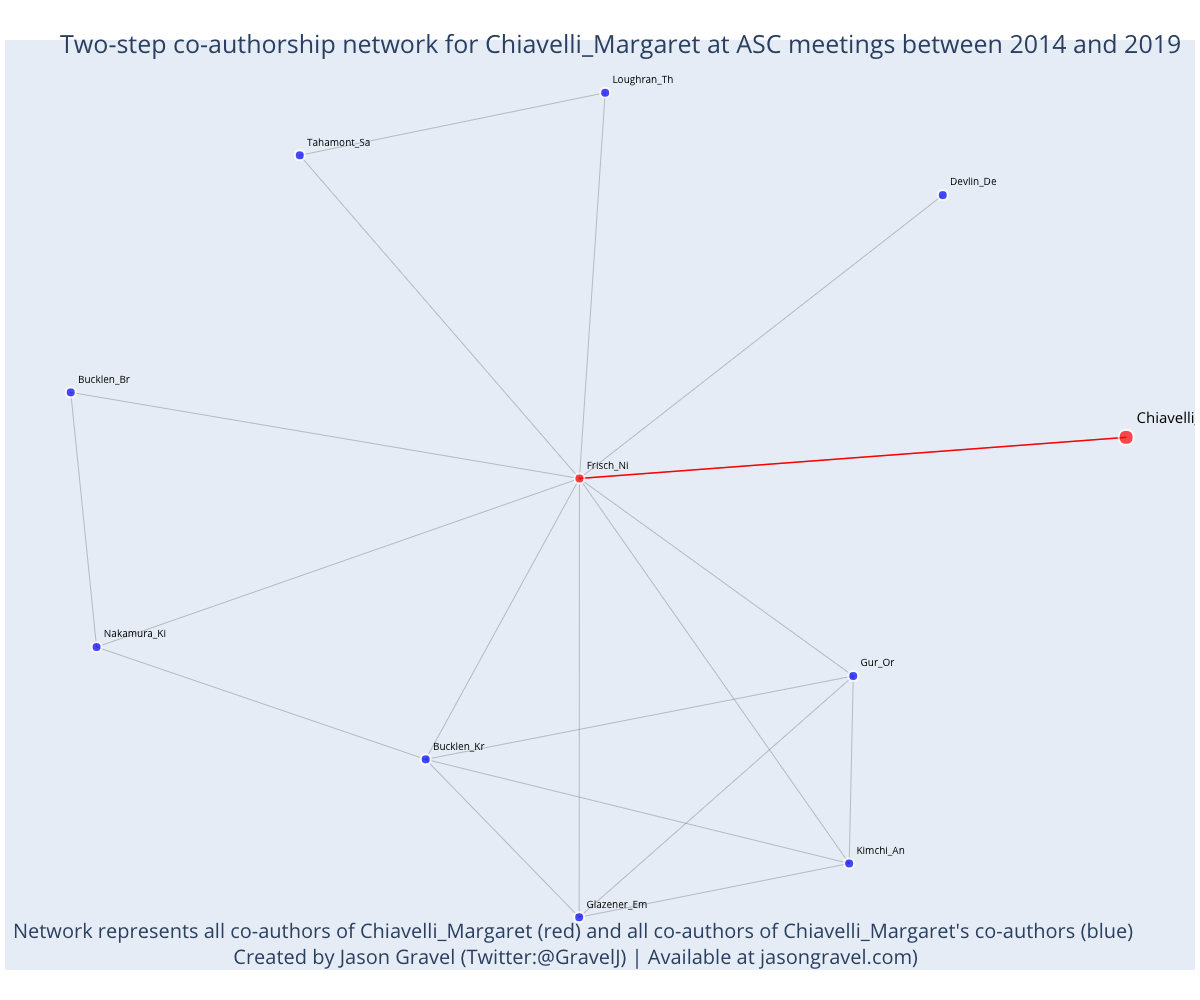 Two-step co-authorship network for Chiavelli_Margaret at ASC meetings between 2014 and 2019
Loughran_Th
Tahamont_Sa
Devlin_De
Bucklen_Br
Chiavelli_
Frisch_Ni
Nakamura_Ki
Gur_Or
Bucklen_Kr
Kimchi_An
Glazener_Em
Network represents all co-authors of Chiavelli_Margaret (red) and all co-authors of Chiavelli_Margaret's co-authors (blue)
Created by Jason Gravel (Twitter:@GravelJ) | Available at jasongravel.com)